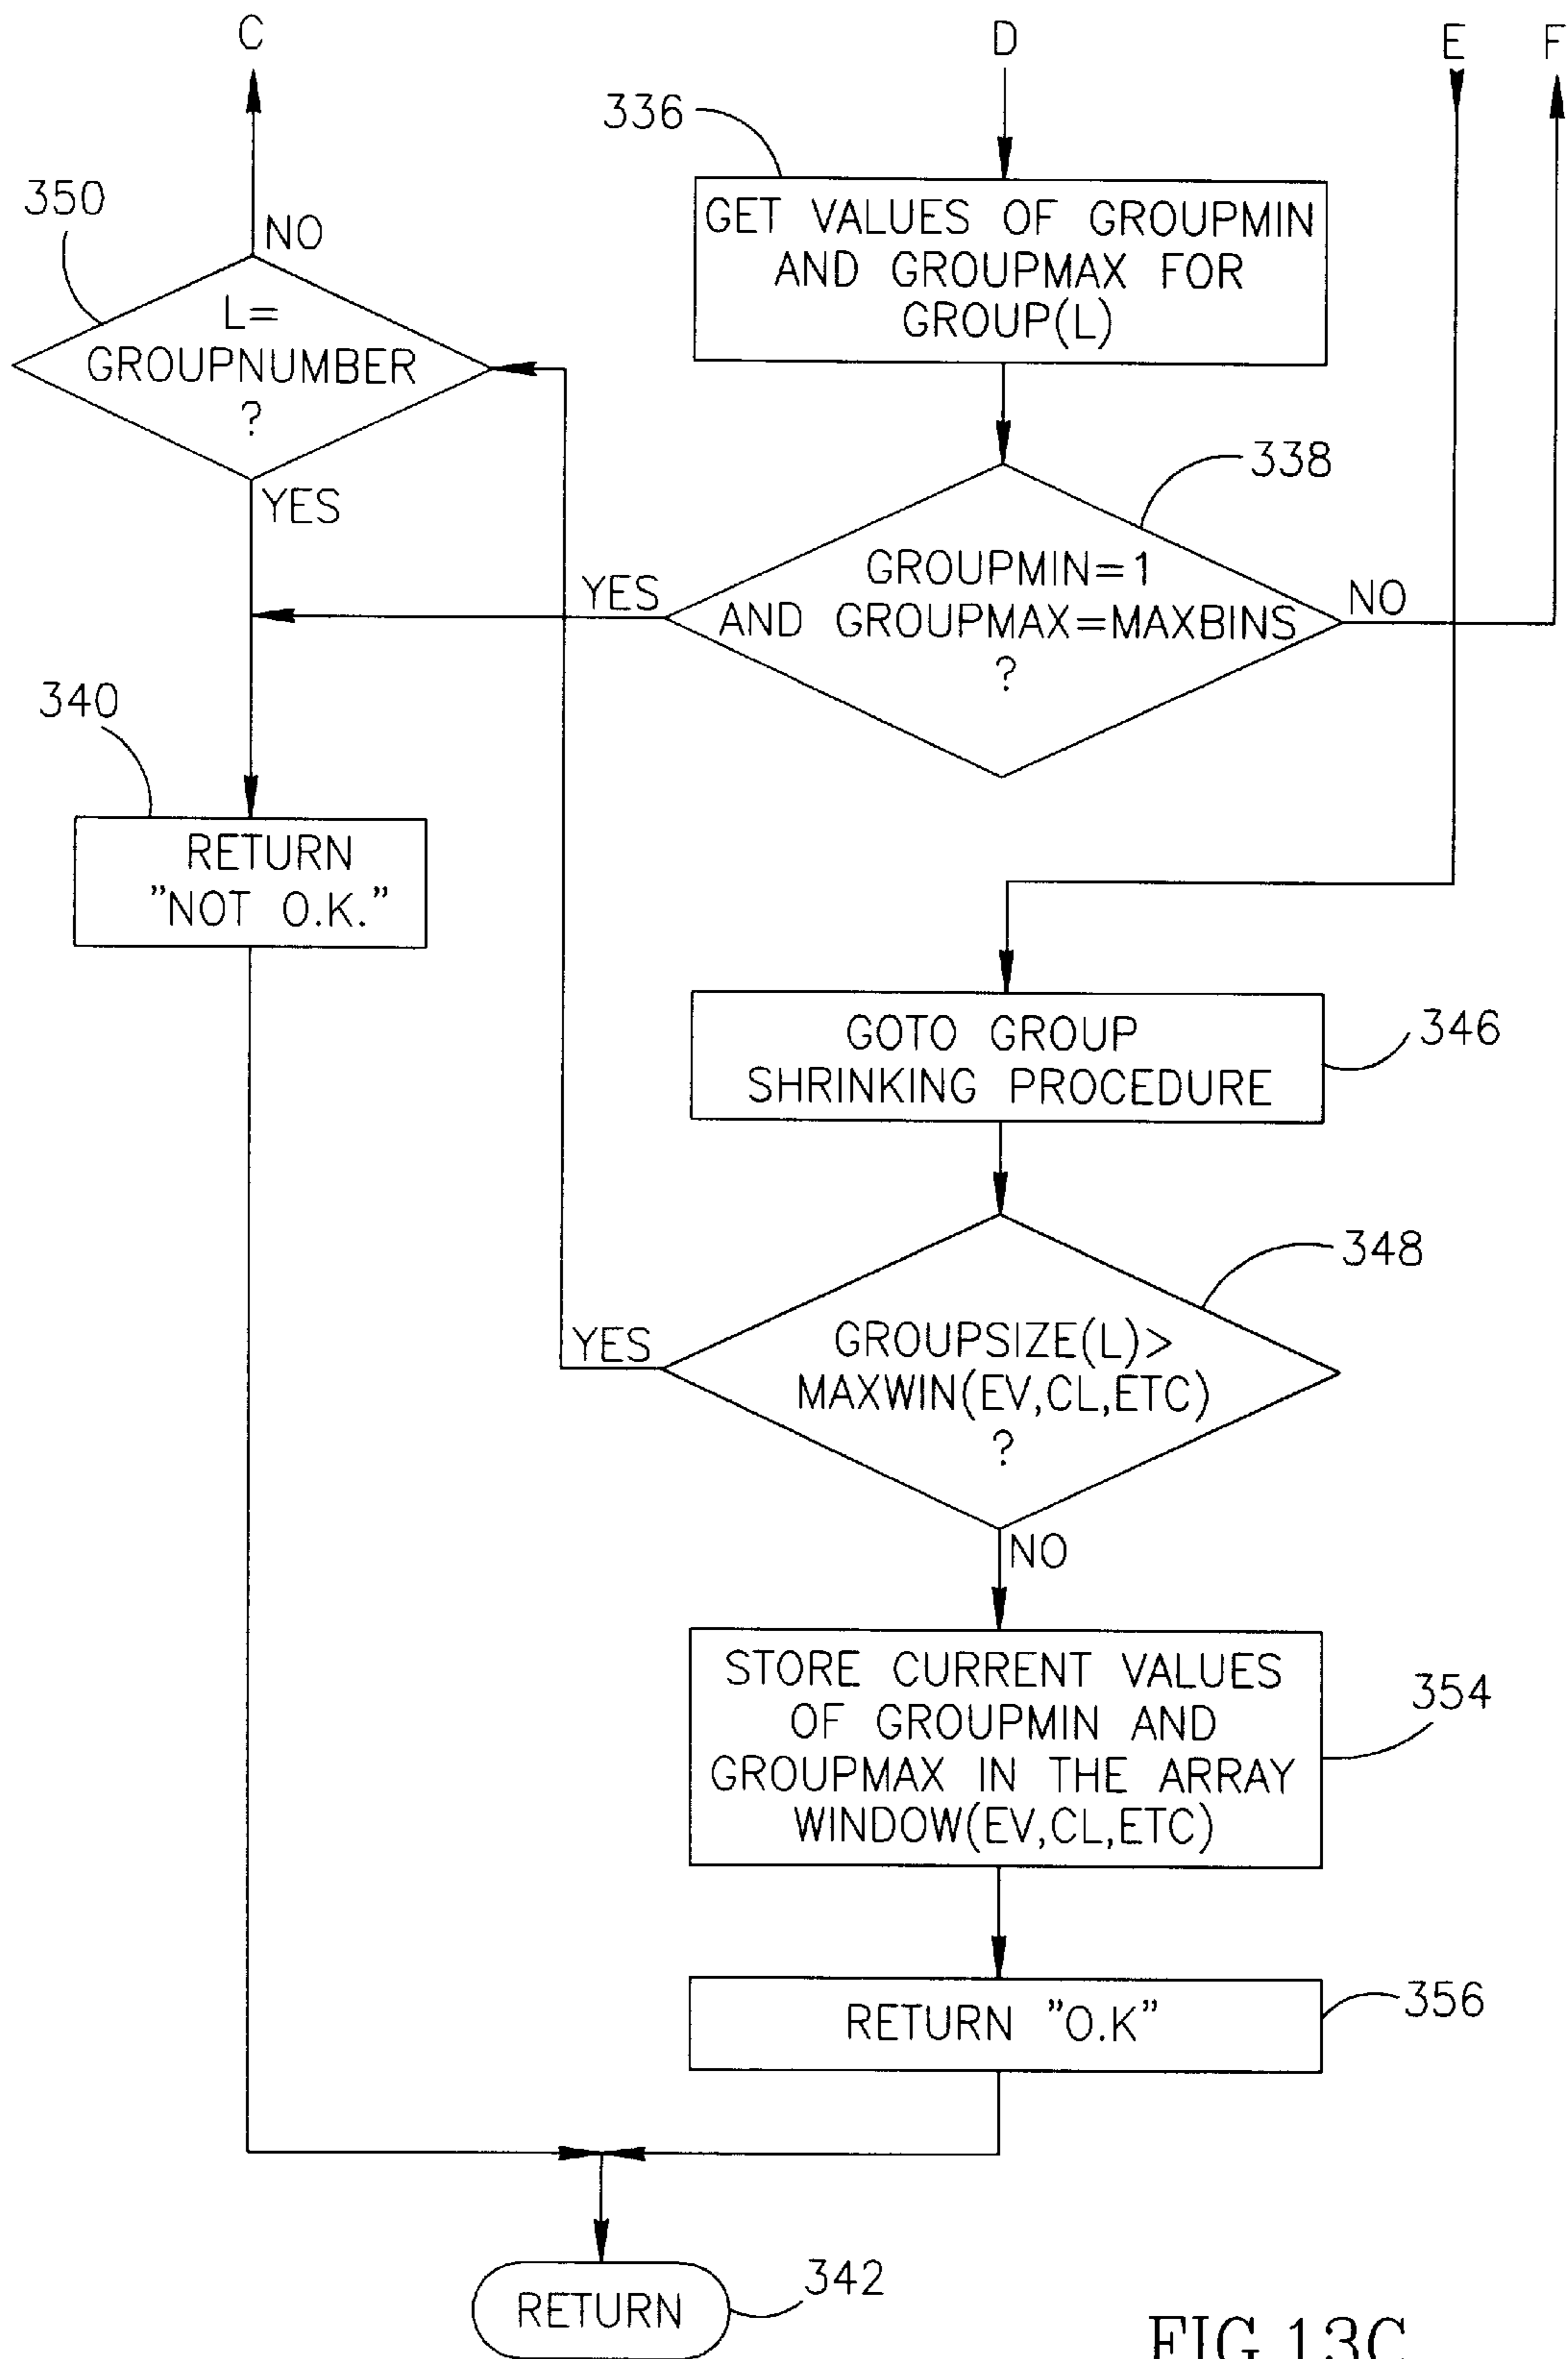 C
D
E
F
336
GET VALUES OF GROUPMIN
AND GROUPMAX FOR
GROUP(L)
350
NO
L=
GROUPNUMBER
?
YES
338
GROUPMIN=1
AND GROUPMAX=MAXBINS
?
YES
NO
340
RETURN
"NOT O.K."
GOTO GROUP
SHRINKING PROCEDURE
346
348
GROUPSIZE(L)>
MAXWIN(EV,CL,ETC)
?
YES
NO
STORE CURRENT VALUES
OF GROUPMIN AND
GROUPMAX IN THE ARRAY
WINDOW(EV,CL,ETC)
354
RETURN "O.K"
356
RETURN
342
FIG.13C